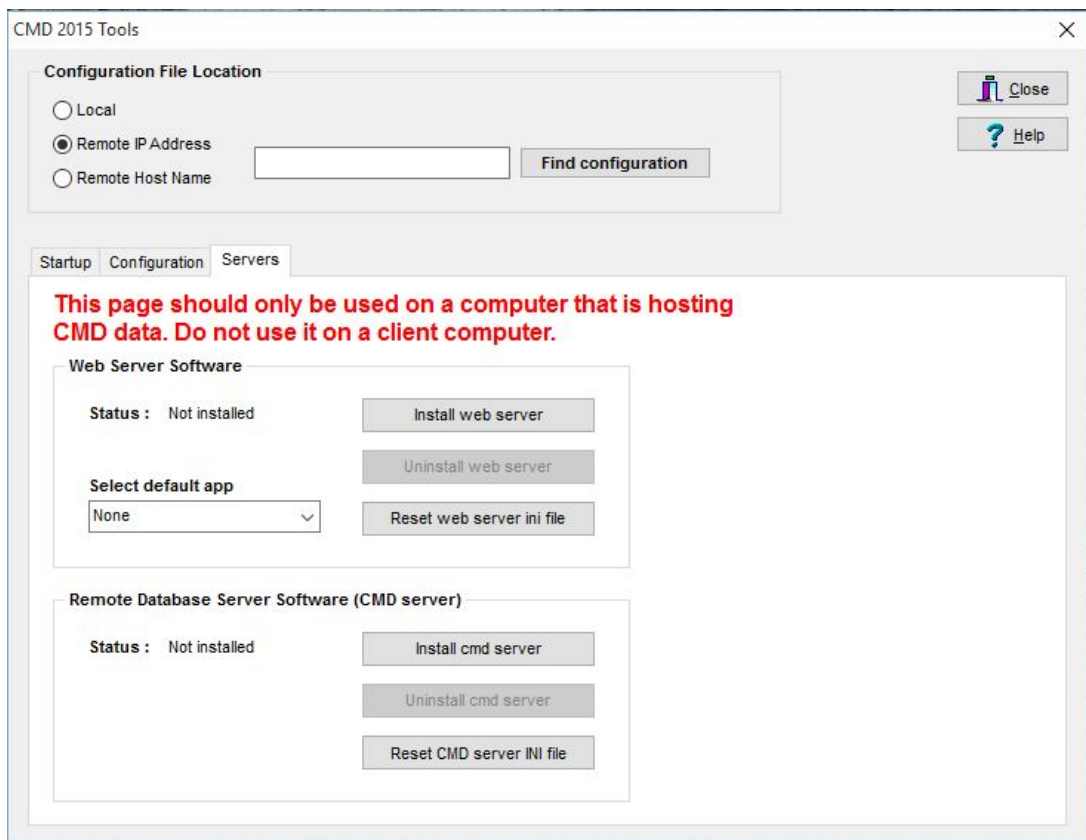 CMD 2015 Tools
Configuration File Location
Local
Remote IP Address
Remote Host Name
Find configuration
Close
Help
Startup
Configuration
Servers
This page should only be used on a computer that is hosting
CMD data. Do not use it on a client computer.
Web Server Software
Status : Not installed
Install web server
Uninstall web server
Select default app
None
Reset web server ini file
Remote Database Server Software (CMD server)
Status : Not installed
Install cmd server
Uninstall cmd server
Reset CMD server INI file